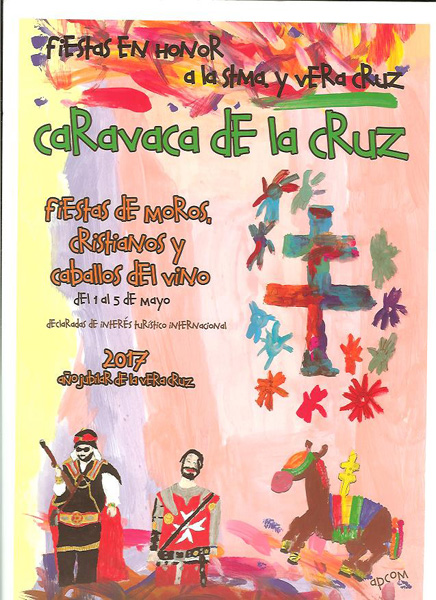 FIESTAS EN HONOR
A LA STMA. Y VERA CRUZ
CARAVACA DE LA CRUZ
FIESTAS DE MOROS,
CRISTIANOS Y
CABALLOS DEL VINO
DEL 1 AL 5 DE MAYO
DECLARADAS DE INTERÉS TURÍSTICO INTERNACIONAL
2017
AÑO JUBILAR DE LA VERA CRUZ
apcom